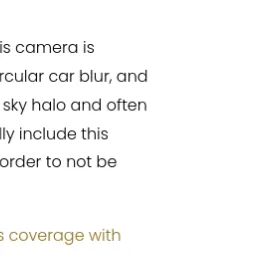 is camera is
rcular car blur, and
sky halo and often
lly include this
order to not be
s coverage with